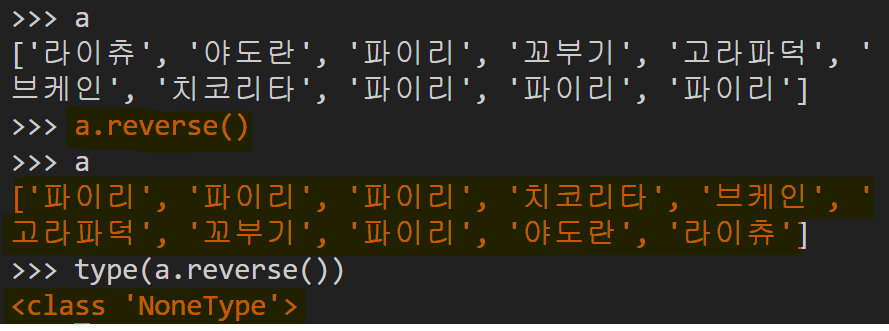 >>> a
['라이츄', '야도란', '파이리', '꼬부기', '고라파덕', '
브케인', '치코리타', '파이리', '파이리', '파이리']
>>> a.reverse()
>>> a
['파이리', '파이리', '파이리', '치코리타', '브케인', '
고라파덕', '꼬부기', '파이리', '야도란', '라이츄']
>>> type(a.reverse())
<class 'NoneType'>